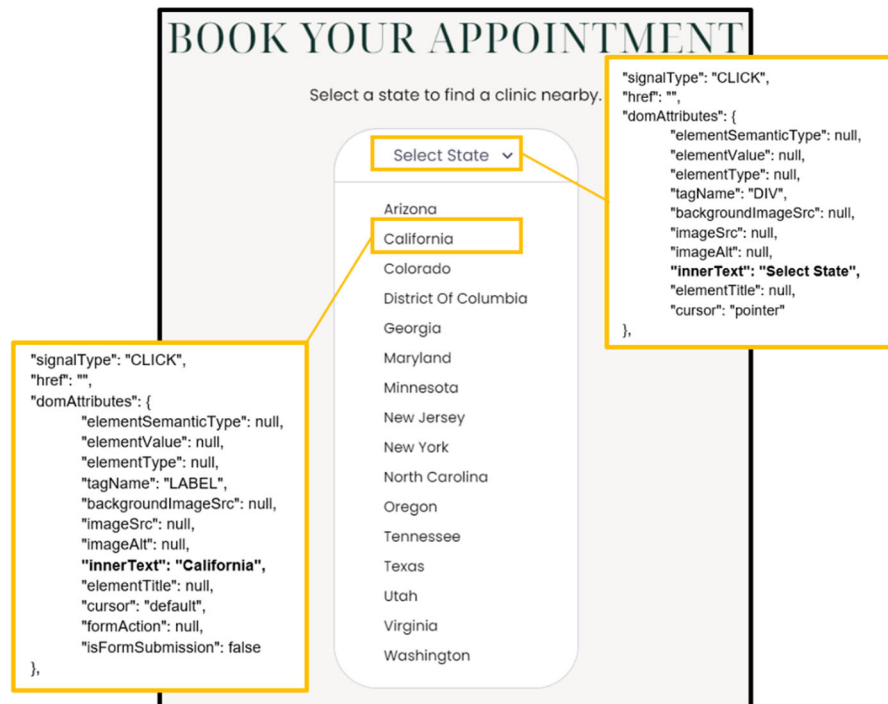 BOOK YOUR APPOINTMENT
Select a state to find a clinic nearby.
Select State
Arizona
California
Colorado
District Of Columbia
Georgia
Maryland
Minnesota
New Jersey
New York
North Carolina
Oregon
Tennessee
Texas
Utah
Virginia
Washington
"signalType": "CLICK",
"href": "",
"domAttributes": {
"elementSemanticType": null,
"elementValue": null,
"elementType": null,
"tagName": "DIV",
"backgroundImageSrc": null,
"imageSrc": null,
"imageAlt": null,
"innerText": "Select State",
"elementTitle": null,
"cursor": "pointer"
},
"signalType": "CLICK",
"href": "",
"domAttributes": {
"elementSemanticType": null,
"elementValue": null,
"elementType": null,
"tagName": "LABEL",
"backgroundImageSrc": null,
"imageSrc": null,
"imageAlt": null,
"innerText": "California",
"elementTitle": null,
"cursor": "default",
"formAction": null,
"isFormSubmission": false
},